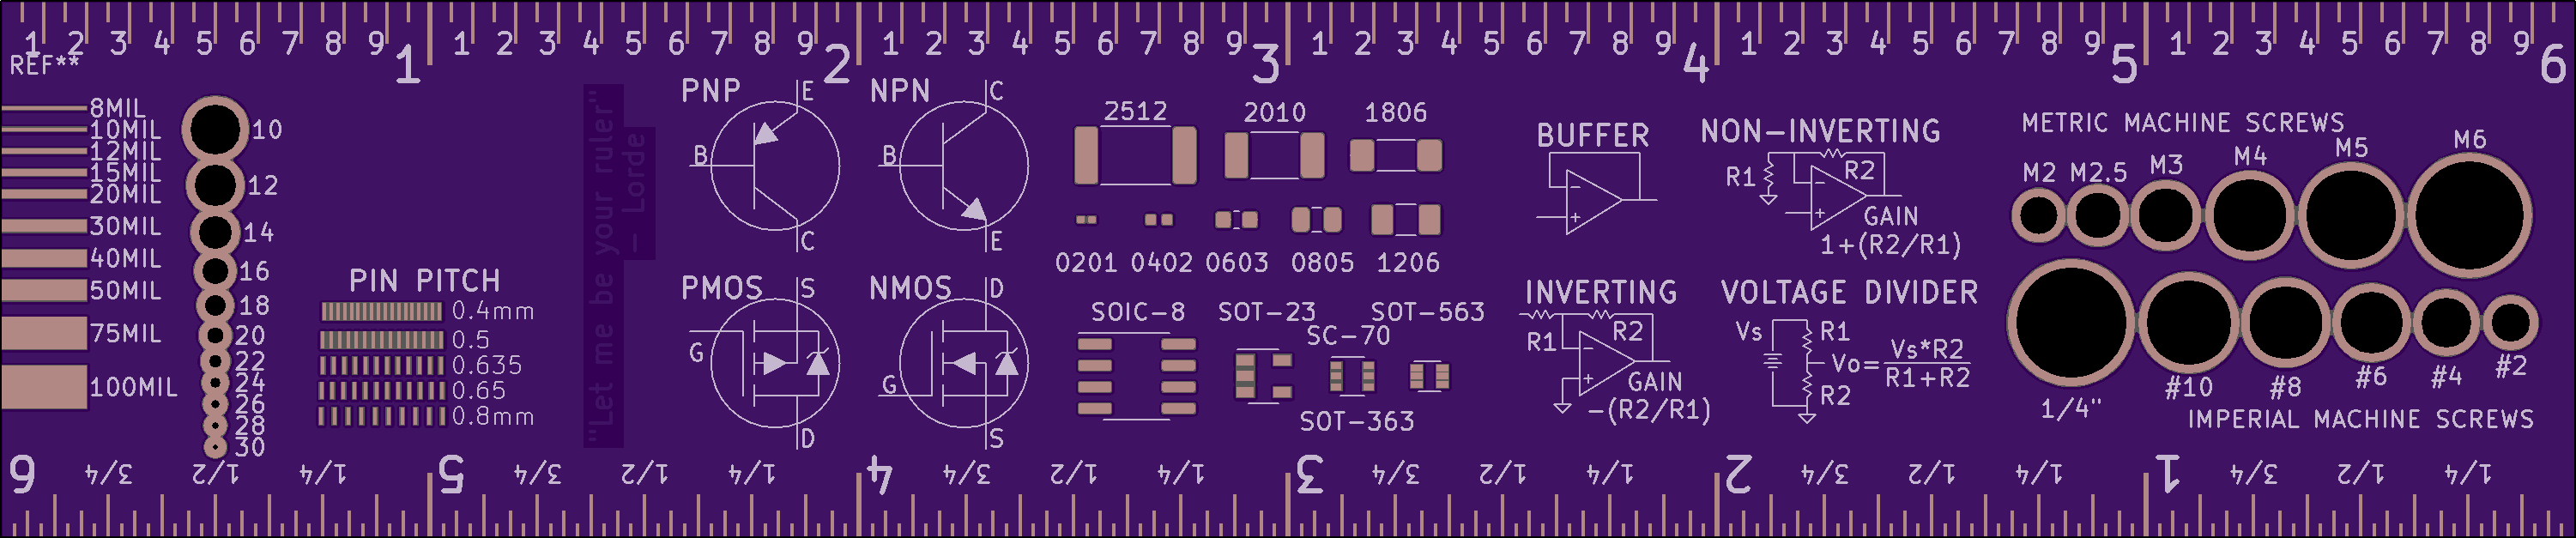 1 2 3 4 5 6 7 8 9 1 1 2 3 4 5 6 7 8 9 2 1 2 3 4 5 6 7 8 9 3 1 2 3 4 5 6 7 8 9 4 1 2 3 4 5 6 7 8 9 5 1 2 3 4 5 6 7 8 9 6
REF**
8MIL
10MIL
12MIL
15MIL
20MIL
30MIL
40MIL
50MIL
75MIL
100MIL
10
12
14
16
18
20
22
24
26
28
30
PIN PITCH
0.4mm
0.5
0.635
0.65
0.8mm
"Let me be your ruler"
- Lorde
PNP
E
B
C
NPN
C
B
E
PMOS
S
G
D
NMOS
D
G
S
2512 2010 1806
0201 0402 0603 0805 1206
SOIC-8 SOT-23 SOT-563
SC-70
SOT-363
BUFFER
- +
NON-INVERTING
R1 R2
- +
GAIN
1+(R2/R1)
INVERTING
R1 R2
- +
GAIN
-(R2/R1)
VOLTAGE DIVIDER
Vs R1
Vo= Vs*R2
R1+R2
R2
METRIC MACHINE SCREWS
M2 M2.5 M3 M4 M5 M6
1/4" #10 #8 #6 #4 #2
IMPERIAL MACHINE SCREWS
6 3/4 1/2 1/4 5 3/4 1/2 1/4 4 3/4 1/2 1/4 3 3/4 1/2 1/4 2 3/4 1/2 1/4 1 3/4 1/2 1/4